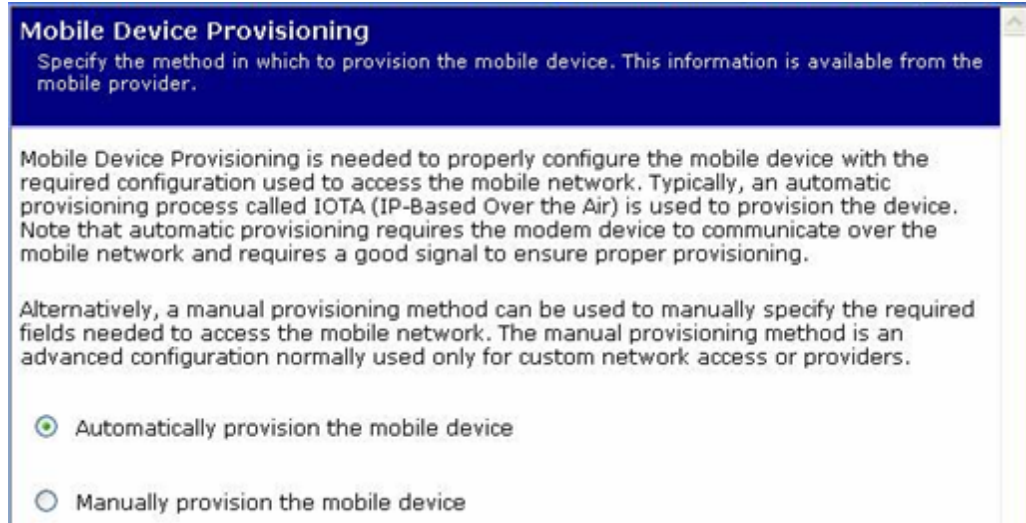 Mobile Device Provisioning
Specify the method in which to provision the mobile device. This information is available from the
mobile provider.
Mobile Device Provisioning is needed to properly configure the mobile device with the
required configuration used to access the mobile network. Typically, an automatic
provisioning process called IOTA (IP-Based Over the Air) is used to provision the device.
Note that automatic provisioning requires the modem device to communicate over the
mobile network and requires a good signal to ensure proper provisioning.
Alternatively, a manual provisioning method can be used to manually specify the required
fields needed to access the mobile network. The manual provisioning method is an
advanced configuration normally used only for custom network access or providers.
Automatically provision the mobile device
Manually provision the mobile device